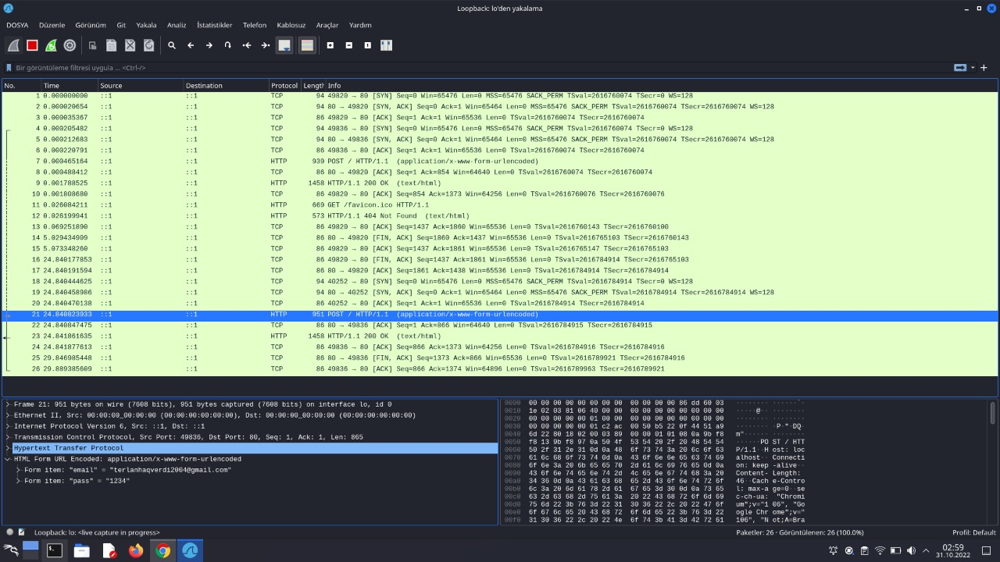 Loopback: lo'den yakalama
DOSYA Düzenle Görünüm Git Yakala Analiz İstatistikler Telefon Kablosuz Araçlar Yardım
Bir görüntüleme filtresi uygula ... <Ctrl-/>
No. Time Source Destination Protocol Length Info
1 0.000000000 ::1 ::1 TCP 94 49820 → 80 [SYN] Seq=0 Win=65476 Len=0 MSS=65476 SACK_PERM TSval=2616760074 TSecr=0 WS=128
2 0.000020654 ::1 ::1 TCP 94 80 → 49820 [SYN, ACK] Seq=0 Ack=1 Win=65464 Len=0 MSS=65476 SACK_PERM TSval=2616760074 TSecr=2616760074 WS=128
3 0.000035367 ::1 ::1 TCP 86 49820 → 80 [ACK] Seq=1 Ack=1 Win=65536 Len=0 TSval=2616760074 TSecr=2616760074
4 0.000205482 ::1 ::1 TCP 94 49836 → 80 [SYN] Seq=0 Win=65476 Len=0 MSS=65476 SACK_PERM TSval=2616760074 TSecr=0 WS=128
5 0.000212683 ::1 ::1 TCP 94 80 → 49836 [SYN, ACK] Seq=0 Ack=1 Win=65464 Len=0 MSS=65476 SACK_PERM TSval=2616760074 TSecr=2616760074 WS=128
6 0.000220791 ::1 ::1 TCP 86 49836 → 80 [ACK] Seq=1 Ack=1 Win=65536 Len=0 TSval=2616760074 TSecr=2616760074
7 0.000465164 ::1 ::1 HTTP 939 POST / HTTP/1.1 (application/x-www-form-urlencoded)
8 0.000488412 ::1 ::1 TCP 86 80 → 49820 [ACK] Seq=1 Ack=854 Win=64640 Len=0 TSval=2616760074 TSecr=2616760074
9 0.001788525 ::1 ::1 HTTP 1458 HTTP/1.1 200 OK (text/html)
10 0.001808680 ::1 ::1 TCP 86 49820 → 80 [ACK] Seq=854 Ack=1373 Win=64256 Len=0 TSval=2616760076 TSecr=2616760076
11 0.026084211 ::1 ::1 HTTP 669 GET /favicon.ico HTTP/1.1
12 0.026199941 ::1 ::1 HTTP 573 HTTP/1.1 404 Not Found (text/html)
13 0.069251890 ::1 ::1 TCP 86 49820 → 80 [ACK] Seq=1437 Ack=1860 Win=65536 Len=0 TSval=2616760143 TSecr=2616760100
14 5.029434909 ::1 ::1 TCP 86 80 → 49820 [FIN, ACK] Seq=1860 Ack=1437 Win=65536 Len=0 TSval=2616765103 TSecr=2616760143
15 5.073348260 ::1 ::1 TCP 86 49820 → 80 [ACK] Seq=1437 Ack=1861 Win=65536 Len=0 TSval=2616765147 TSecr=2616765103
16 24.840177853 ::1 ::1 TCP 86 49820 → 80 [FIN, ACK] Seq=1437 Ack=1861 Win=65536 Len=0 TSval=2616784914 TSecr=2616765103
17 24.840191594 ::1 ::1 TCP 86 80 → 49820 [ACK] Seq=1861 Ack=1438 Win=65536 Len=0 TSval=2616784914 TSecr=2616784914
18 24.840444625 ::1 ::1 TCP 94 40252 → 80 [SYN] Seq=0 Win=65476 Len=0 MSS=65476 SACK_PERM TSval=2616784914 TSecr=0 WS=128
19 24.840458986 ::1 ::1 TCP 94 80 → 40252 [SYN, ACK] Seq=0 Ack=1 Win=65464 Len=0 MSS=65476 SACK_PERM TSval=2616784914 TSecr=2616784914 WS=128
20 24.840470138 ::1 ::1 TCP 86 40252 → 80 [ACK] Seq=1 Ack=1 Win=65536 Len=0 TSval=2616784914 TSecr=2616784914
21 24.840823933 ::1 ::1 HTTP 951 POST / HTTP/1.1 (application/x-www-form-urlencoded)
22 24.840847475 ::1 ::1 TCP 86 80 → 49836 [ACK] Seq=1 Ack=866 Win=64640 Len=0 TSval=2616784915 TSecr=2616784915
23 24.841861635 ::1 ::1 HTTP 1458 HTTP/1.1 200 OK (text/html)
24 24.841877613 ::1 ::1 TCP 86 49836 → 80 [ACK] Seq=866 Ack=1373 Win=64256 Len=0 TSval=2616784916 TSecr=2616784916
25 29.846985448 ::1 ::1 TCP 86 80 → 49836 [FIN, ACK] Seq=1373 Ack=866 Win=65536 Len=0 TSval=2616789921 TSecr=2616784916
26 29.889385609 ::1 ::1 TCP 86 49836 → 80 [ACK] Seq=866 Ack=1374 Win=64896 Len=0 TSval=2616789963 TSecr=2616789921
Frame 21: 951 bytes on wire (7608 bits), 951 bytes captured (7608 bits) on interface lo, id 0
Ethernet II, Src: 00:00:00_00:00:00 (00:00:00:00:00:00), Dst: 00:00:00_00:00:00 (00:00:00:00:00:00)
Internet Protocol Version 6, Src: ::1, Dst: ::1
Transmission Control Protocol, Src Port: 49836, Dst Port: 80, Seq: 1, Ack: 1, Len: 865
Hypertext Transfer Protocol
HTML Form URL Encoded: application/x-www-form-urlencoded
Form item: "email" = "terlanhaqverdi2004@gmail.com"
Form item: "pass" = "1234"
0000 00 00 00 00 00 00 00 00 00 00 00 00 86 dd 60 03 ········ ······`·
0010 1e 02 03 81 06 40 00 00 00 00 00 00 00 00 00 00 ·····@·· ········
0020 00 00 00 00 00 01 00 00 00 00 00 00 00 00 00 00 ········ ········
0030 00 00 00 00 00 01 c2 ac 00 50 b5 22 0f 44 51 a9 ········ ·P·"·DQ·
0040 6d 22 80 18 02 00 03 89 00 00 01 01 08 0a 9b f8 m"······ ········
0050 f8 13 9b f8 97 0a 50 4f 53 54 20 2f 20 48 54 54 ······PO ST / HTT
0060 50 2f 31 2e 31 0d 0a 48 6f 73 74 3a 20 6c 6f 63 P/1.1··H ost: loc
0070 61 6c 68 6f 73 74 0d 0a 43 6f 6e 6e 65 63 74 69 alhost·· Connecti
0080 6f 6e 3a 20 6b 65 65 70 2d 61 6c 69 76 65 0d 0a on: keep -alive··
0090 43 6f 6e 74 65 6e 74 2d 4c 65 6e 67 74 68 3a 20 Content- Length: 
00a0 34 36 0d 0a 43 61 63 68 65 2d 43 6f 6e 74 72 6f 46··Cach e-Contro
00b0 6c 3a 20 6d 61 78 2d 61 67 65 3d 30 0d 0a 73 65 l: max-a ge=0··se
00c0 63 2d 63 68 2d 75 61 3a 20 22 43 68 72 6f 6d 69 c-ch-ua: "Chromi
00d0 75 6d 22 3b 76 3d 22 31 30 36 22 2c 20 22 47 6f um";v="1 06", "Go
00e0 6f 67 6c 65 20 43 68 72 6f 6d 65 22 3b 76 3d 22 ogle Chr ome";v="
00f0 31 30 36 22 2c 20 22 4e 6f 74 3b 41 3d 42 72 61 106", "N ot;A=Bra
Loopback: lo: <live capture in progress> Paketler: 26 · Görüntülenen: 26 (100.0%) Profil: Default
02:59
31.10.2022